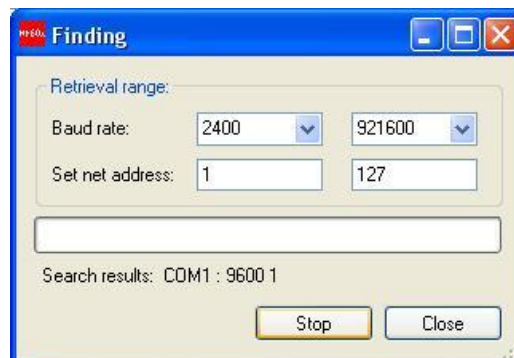 Finding
Retrieval range:
Baud rate: 2400 921600
Set net address: 1 127
Search results: COM1 : 9600 1
Stop Close